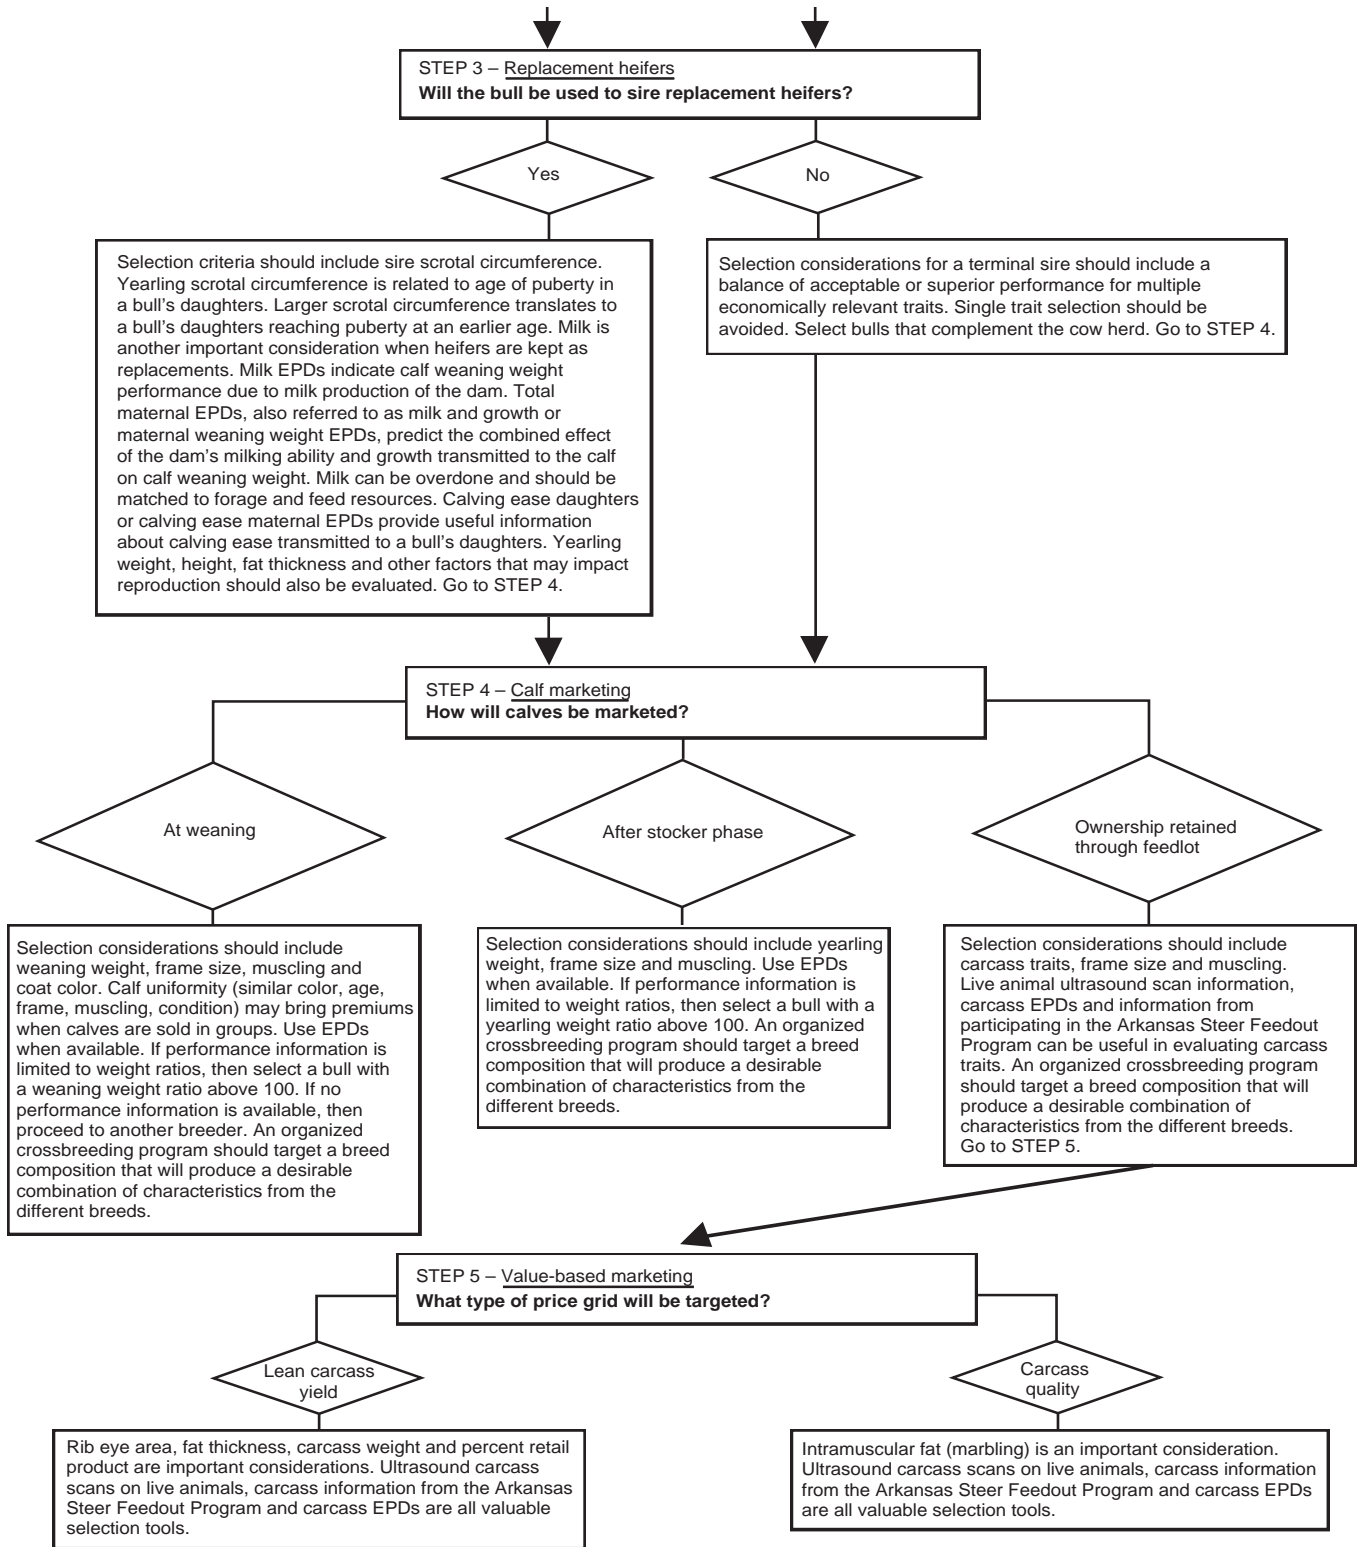 STEP 3 – Replacement heifers
Will the bull be used to sire replacement heifers?
Yes
No
Selection criteria should include sire scrotal circumference.
Yearling scrotal circumference is related to age of puberty in
a bull's daughters. Larger scrotal circumference translates to
a bull's daughters reaching puberty at an earlier age. Milk is
another important consideration when heifers are kept as
replacements. Milk EPDs indicate calf weaning weight
performance due to milk production of the dam. Total
maternal EPDs, also referred to as milk and growth or
maternal weaning weight EPDs, predict the combined effect
of the dam's milking ability and growth transmitted to the calf
on calf weaning weight. Milk can be overdone and should be
matched to forage and feed resources. Calving ease daughters
or calving ease maternal EPDs provide useful information
about calving ease transmitted to a bull's daughters. Yearling
weight, height, fat thickness and other factors that may impact
reproduction should also be evaluated. Go to STEP 4.
Selection considerations for a terminal sire should include a
balance of acceptable or superior performance for multiple
economically relevant traits. Single trait selection should be
avoided. Select bulls that complement the cow herd. Go to STEP 4.
STEP 4 – Calf marketing
How will calves be marketed?
At weaning
After stocker phase
Ownership retained
through feedlot
Selection considerations should include
weaning weight, frame size, muscling and
coat color. Calf uniformity (similar color, age,
frame, muscling, condition) may bring premiums
when calves are sold in groups. Use EPDs
when available. If performance information is
limited to weight ratios, then select a bull with
a weaning weight ratio above 100. If no
performance information is available, then
proceed to another breeder. An organized
crossbreeding program should target a breed
composition that will produce a desirable
combination of characteristics from the
different breeds.
Selection considerations should include yearling
weight, frame size and muscling. Use EPDs
when available. If performance information is
limited to weight ratios, then select a bull with a
yearling weight ratio above 100. An organized
crossbreeding program should target a breed
composition that will produce a desirable
combination of characteristics from the
different breeds.
Selection considerations should include
carcass traits, frame size and muscling.
Live animal ultrasound scan information,
carcass EPDs and information from
participating in the Arkansas Steer Feedout
Program can be useful in evaluating carcass
traits. An organized crossbreeding program
should target a breed composition that will
produce a desirable combination of
characteristics from the different breeds.
Go to STEP 5.
STEP 5 – Value-based marketing
What type of price grid will be targeted?
Lean carcass
yield
Carcass
quality
Rib eye area, fat thickness, carcass weight and percent retail
product are important considerations. Ultrasound carcass
scans on live animals, carcass information from the Arkansas
Steer Feedout Program and carcass EPDs are all valuable
selection tools.
Intramuscular fat (marbling) is an important consideration.
Ultrasound carcass scans on live animals, carcass information
from the Arkansas Steer Feedout Program and carcass EPDs
are all valuable selection tools.